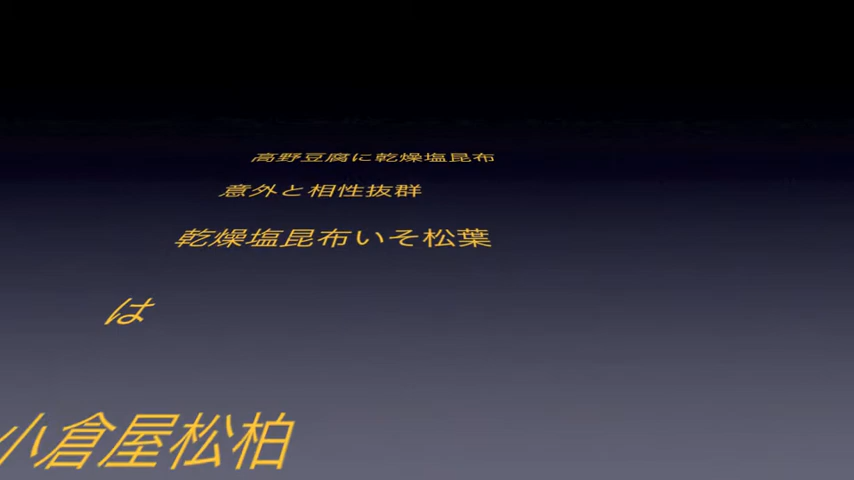 高野豆腐に乾燥塩昆布
意外と相性抜群
乾燥塩昆布いそ松葉
は
小倉屋松柏